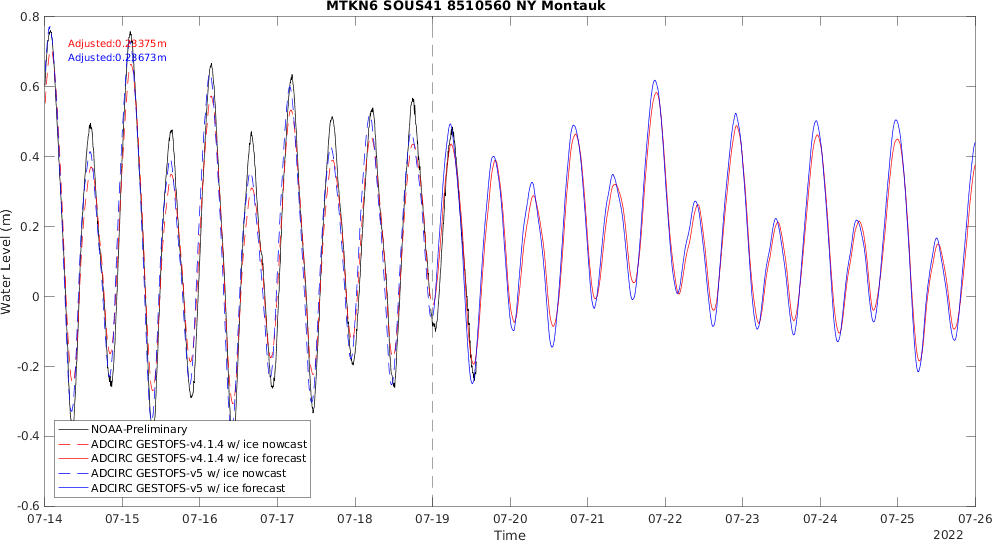 MTKN6 SOUS41 8510560 NY Montauk
0.8
Adjusted:0.23375m
Adjusted:0.23673m
0.6
0.4
0.2
0
-0.2
-0.4
-0.6
Water Level (m)
NOAA-Preliminary
ADCIRC GESTOFS-v4.1.4 w/ ice nowcast
ADCIRC GESTOFS-v4.1.4 w/ ice forecast
ADCIRC GESTOFS-v5 w/ ice nowcast
ADCIRC GESTOFS-v5 w/ ice forecast
07-14 07-15 07-16 07-17 07-18 07-19 07-20 07-21 07-22 07-23 07-24 07-25 07-26
Time
2022